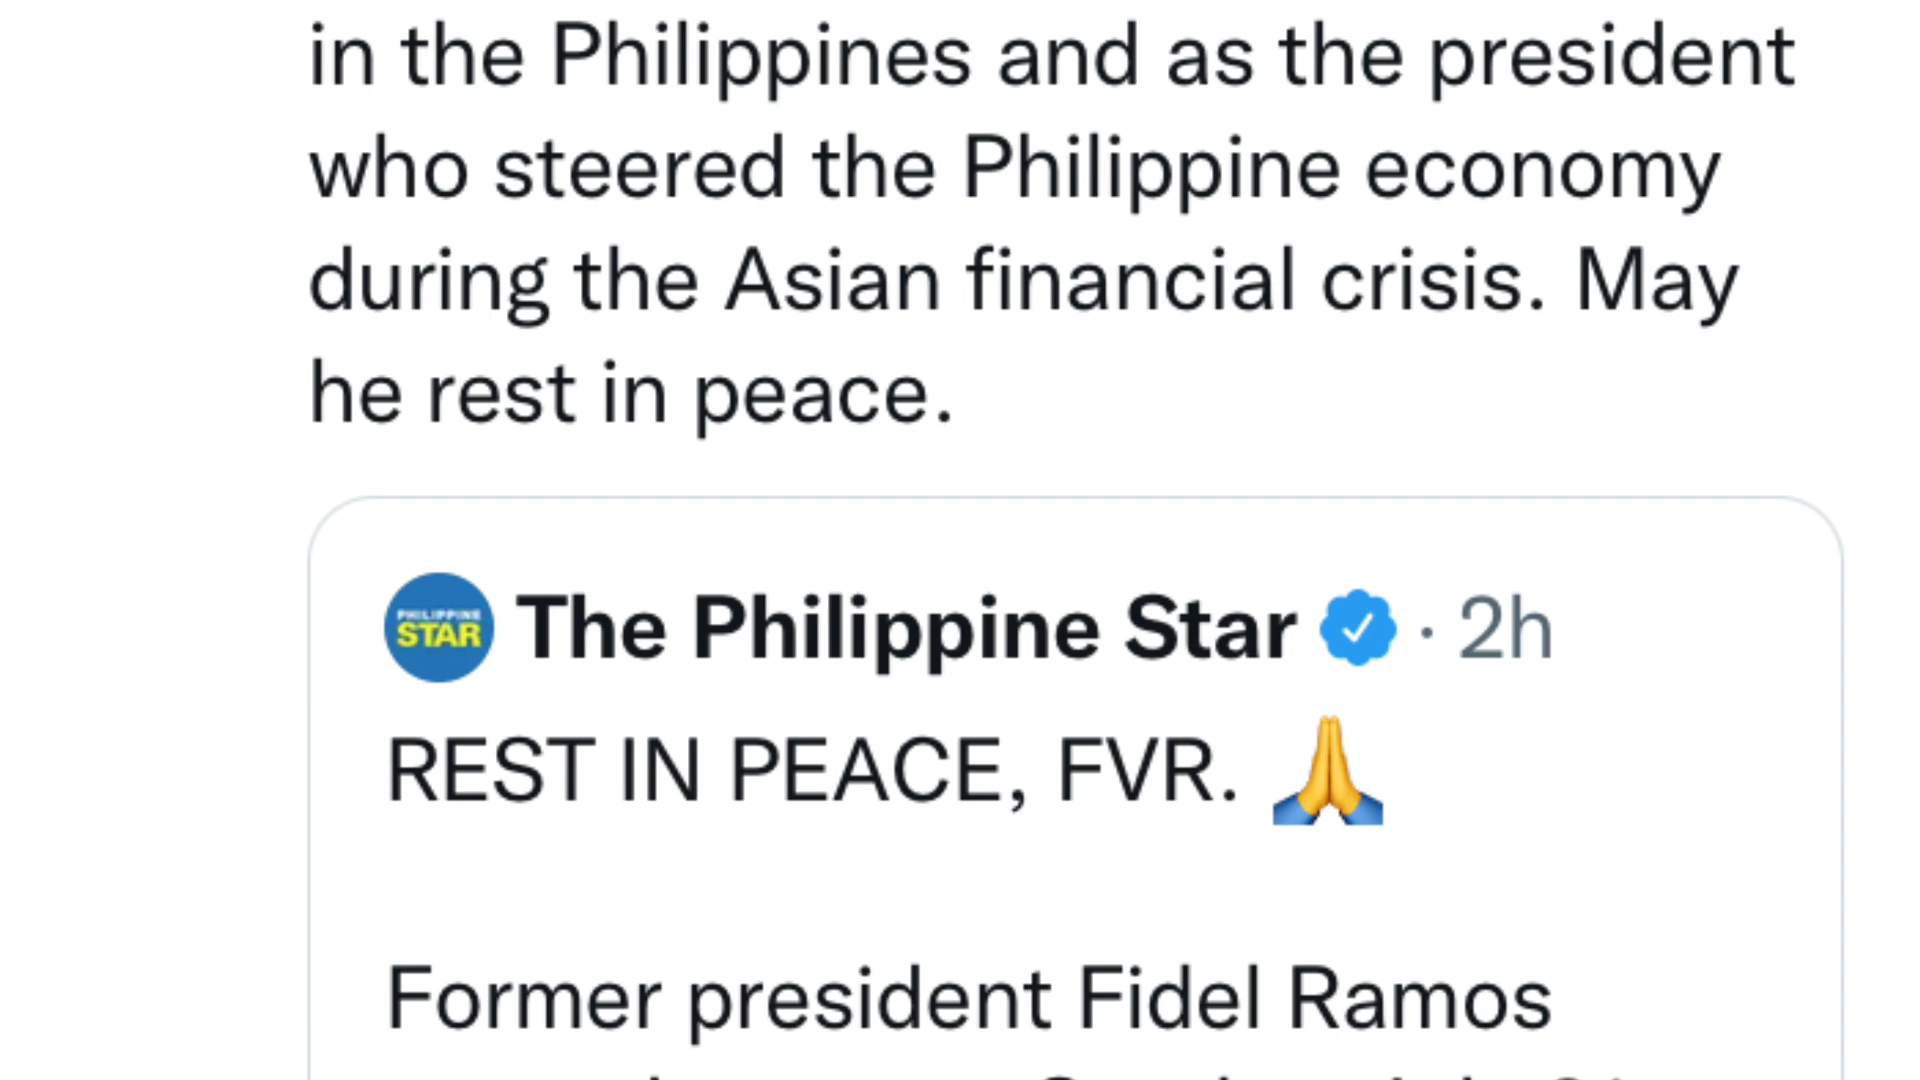 in the Philippines and as the president
who steered the Philippine economy
during the Asian financial crisis. May
he rest in peace.
PHILIPPINE
STAR
The Philippine Star · 2h
REST IN PEACE, FVR. 🙏
Former president Fidel Ramos